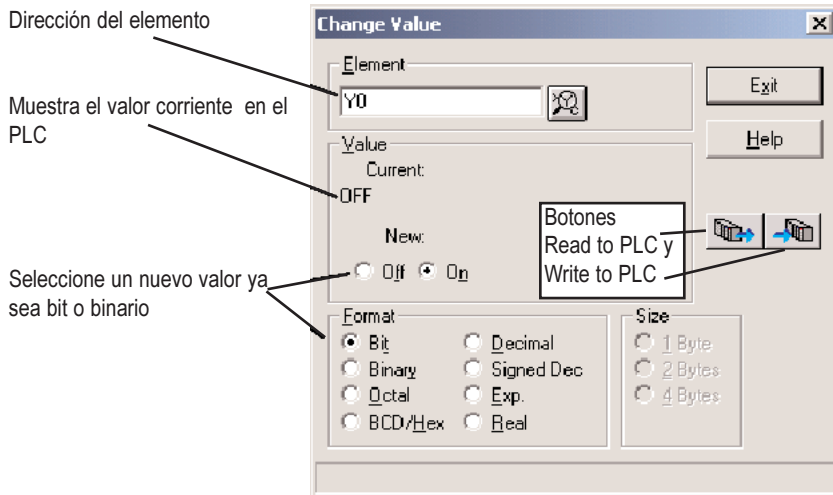 Dirección del elemento
Muestra el valor corriente en el
PLC
Seleccione un nuevo valor ya
sea bit o binario
Change Value
Element
Y0
Exit
Help
Value
Current:
OFF
New:
Off On
Botones
Read to PLC y
Write to PLC
Format
Bit Decimal
Binary Signed Dec
Octal Exp.
BCD/Hex Real
Size
1 Byte
2 Bytes
4 Bytes